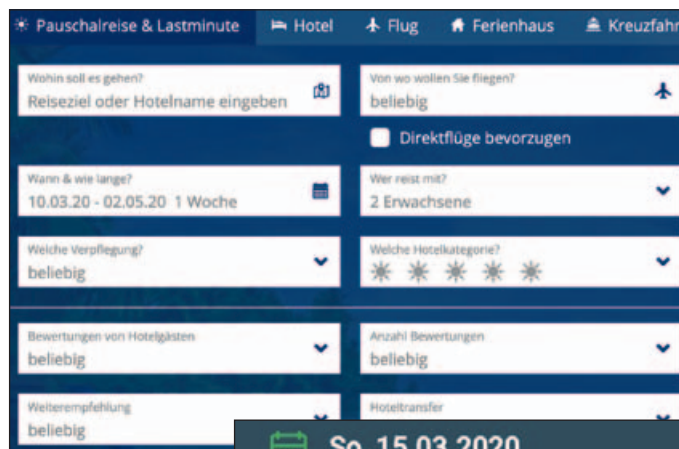 Pauschalreise & Lastminute Hotel Flug Ferienhaus Kreuzfahr
Wohin soll es gehen?
Reiseziel oder Hotelname eingeben
Von wo wollen Sie fliegen?
beliebig
Direktflüge bevorzugen
Wann & wie lange?
10.03.20 - 02.05.20 1 Woche
Wer reist mit?
2 Erwachsene
Welche Verpflegung?
beliebig
Welche Hotelkategorie?
Bewertungen von Hotelgästen
beliebig
Anzahl Bewertungen
beliebig
Weiterempfehlung
beliebig
Hoteltransfer
So, 15.03.2020